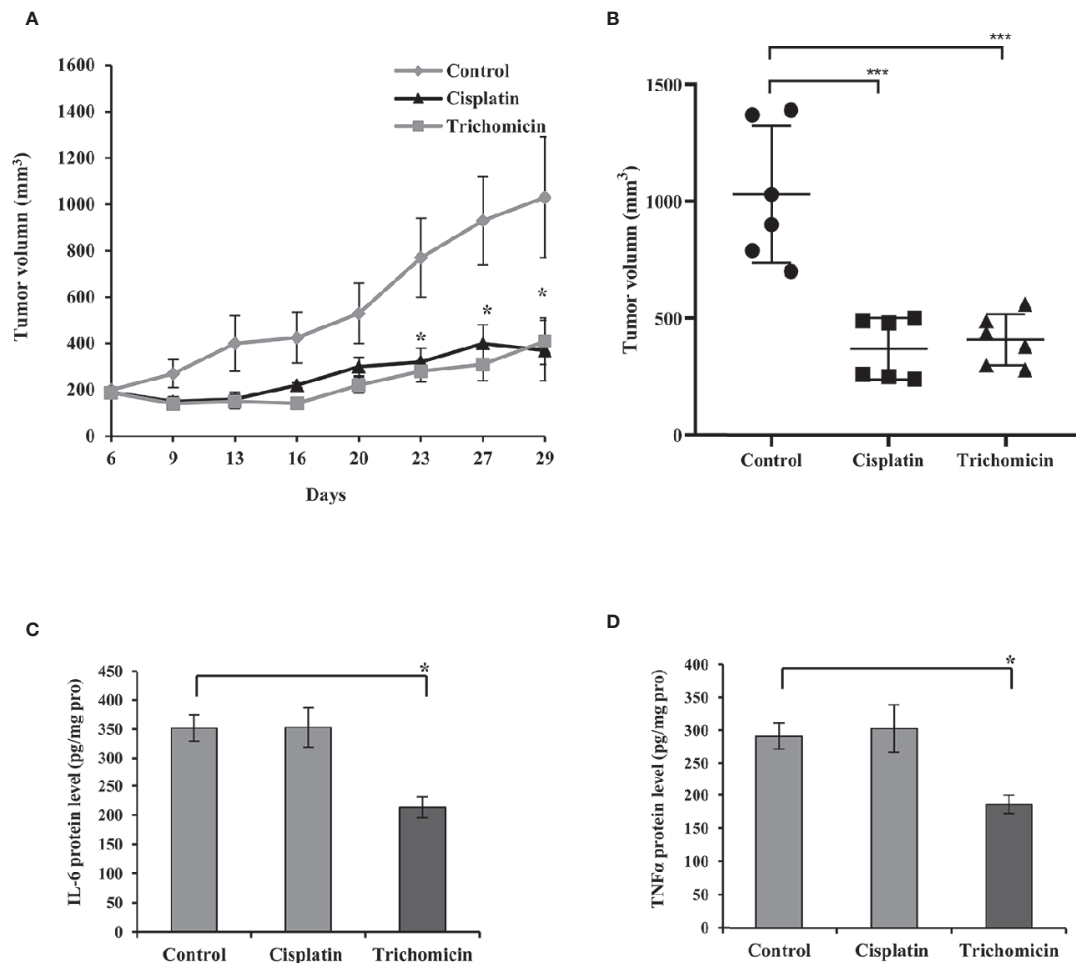 A
1600
1400
1200
1000
800
600
400
200
0
Tumor volumn (mm³)
Control
Cisplatin
Trichomicin
*
*
*
6 9 13 16 20 23 27 29
Days
B
***
***
1500
1000
500
0
Tumor volumn (mm³)
Control Cisplatin Trichomicin
C
450
400
350
300
250
200
150
100
50
0
IL-6 protein level (pg/mg pro)
*
Control Cisplatin Trichomicin
D
400
350
300
250
200
150
100
50
0
TNFα protein level (pg/mg pro)
*
Control Cisplatin Trichomicin